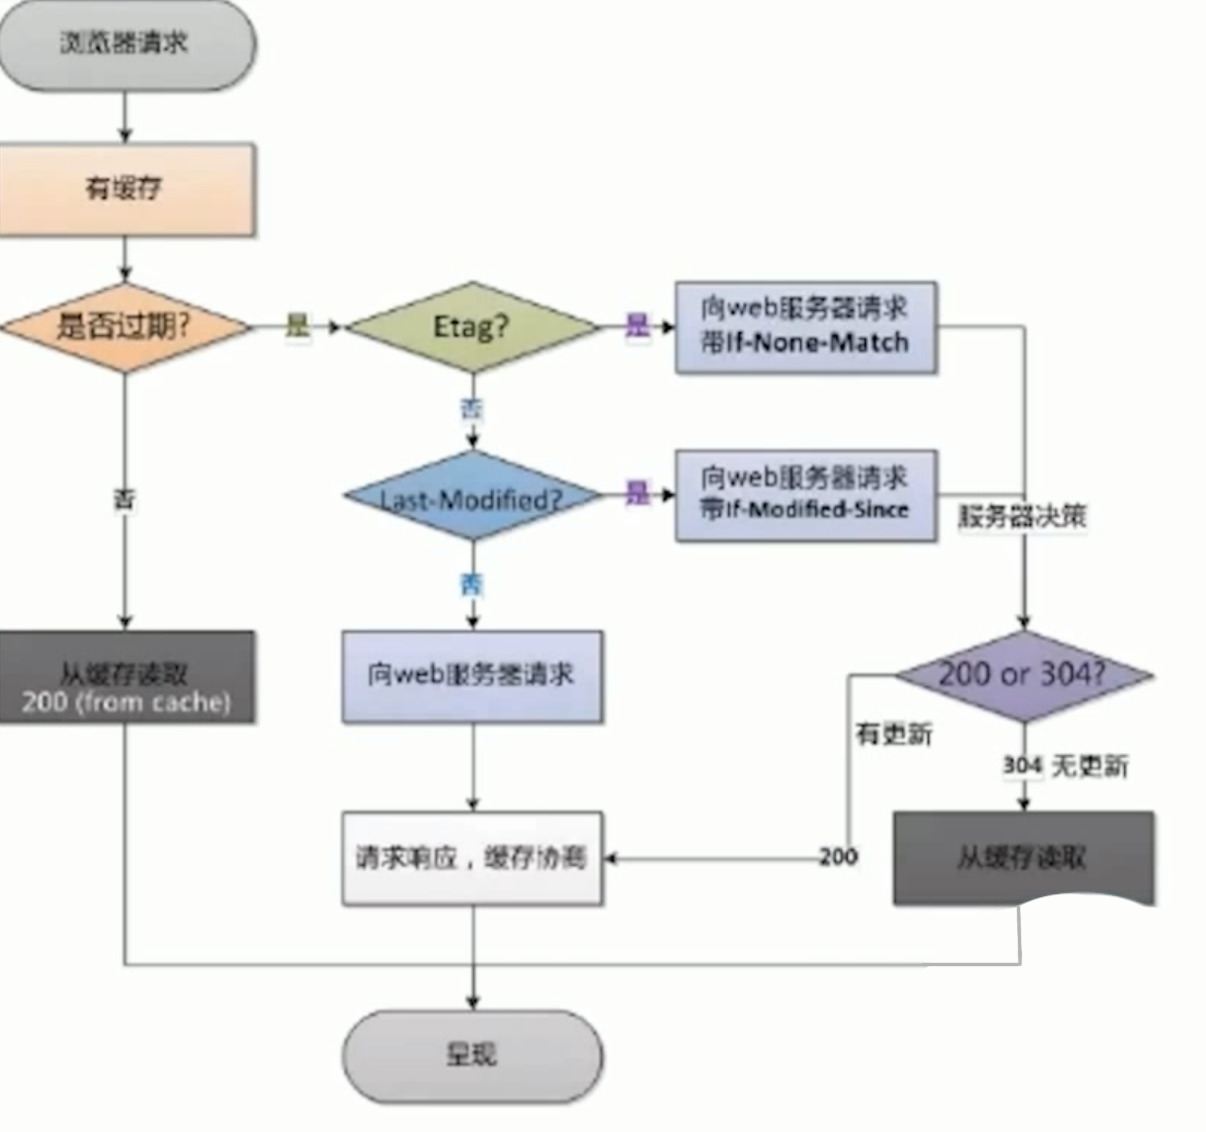 浏览器请求
有缓存
是否过期?
是
Etag?
是
向web服务器请求
带If-None-Match
否
Last-Modified?
是
向web服务器请求
带If-Modified-Since
服务器决策
否
否
从缓存读取
200 (from cache)
向web服务器请求
200 or 304?
有更新
304 无更新
请求响应，缓存协商
200
从缓存读取
呈现